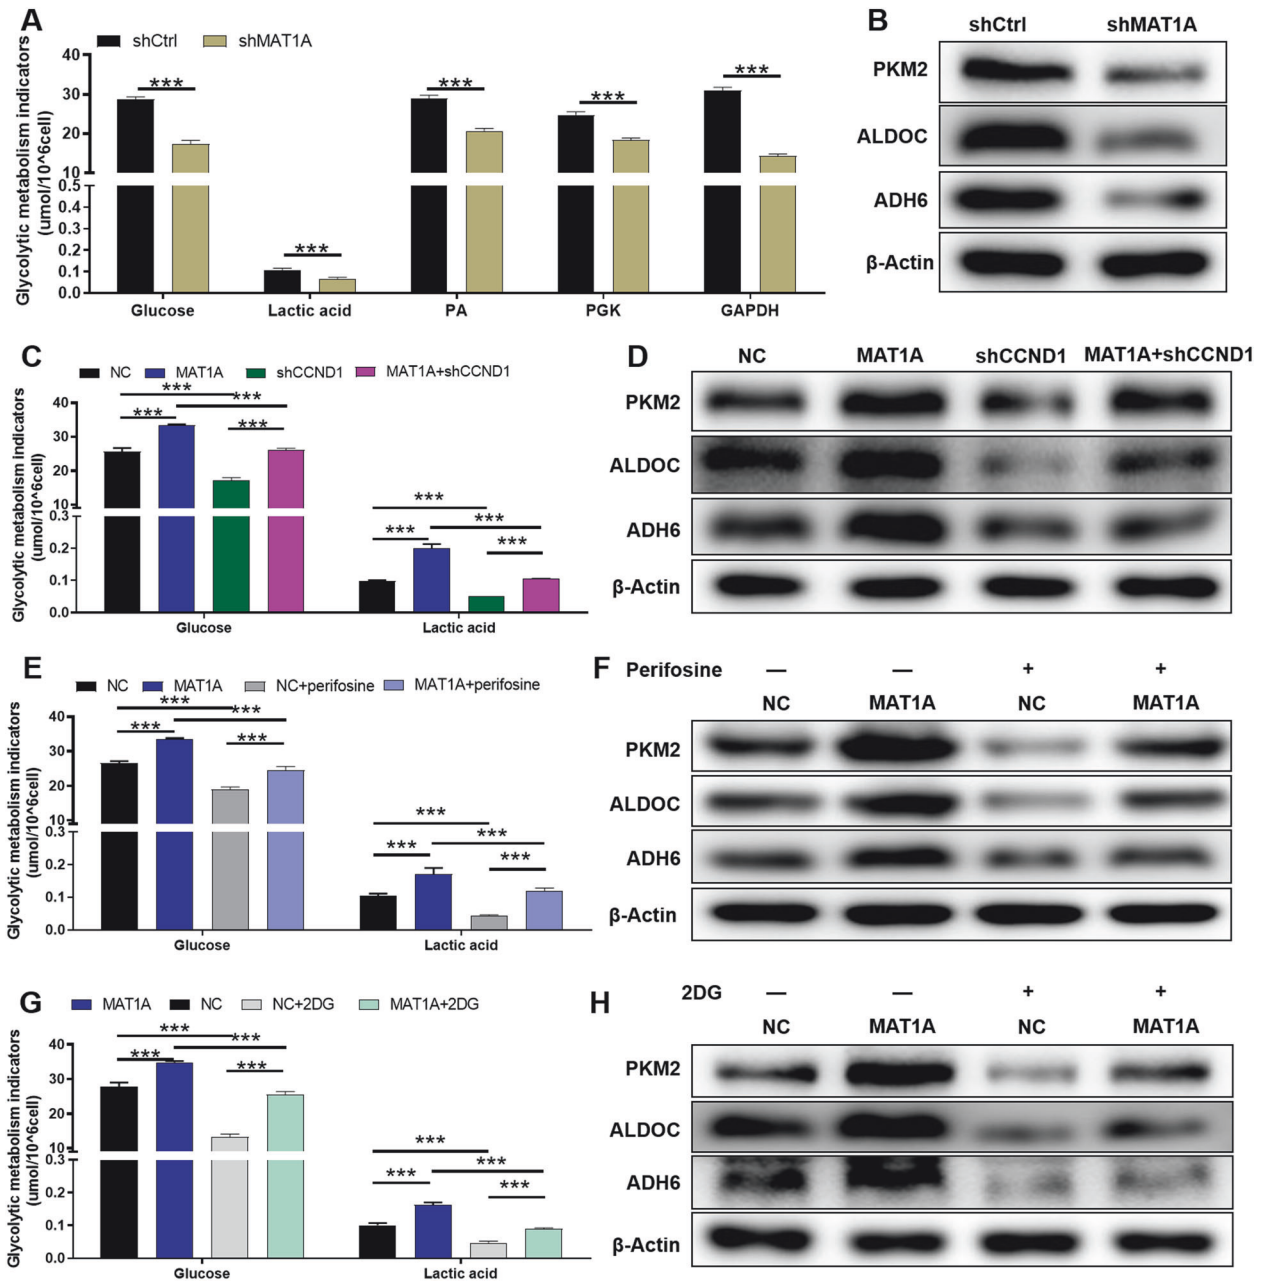 A
shCtrl shMAT1A
Glycolytic metabolism indicators
(umol/10^6cell)
40
30
20
10
0.5
0.4
0.3
0.2
0.1
0.0
*** *** *** *** ***
Glucose Lactic acid PA PGK GAPDH
B
shCtrl shMAT1A
PKM2
ALDOC
ADH6
β-Actin
C
NC MAT1A shCCND1 MAT1A+shCCND1
Glycolytic metabolism indicators
(umol/10^6cell)
40
30
20
10
0.3
0.2
0.1
0.0
*** *** *** ***
*** *** *** ***
Glucose Lactic acid
D
NC MAT1A shCCND1 MAT1A+shCCND1
PKM2
ALDOC
ADH6
β-Actin
E
NC MAT1A NC+perifosine MAT1A+perifosine
Glycolytic metabolism indicators
(umol/10^6cell)
40
30
20
10
0.3
0.2
0.1
0.0
*** *** *** ***
*** *** *** ***
Glucose Lactic acid
F
Perifosine — — + +
NC MAT1A NC MAT1A
PKM2
ALDOC
ADH6
β-Actin
G
MAT1A NC NC+2DG MAT1A+2DG
Glycolytic metabolism indicators
(umol/10^6cell)
40
30
20
10
0.3
0.2
0.1
0.0
*** *** *** ***
*** *** *** ***
Glucose Lactic acid
H
2DG — — + +
NC MAT1A NC MAT1A
PKM2
ALDOC
ADH6
β-Actin